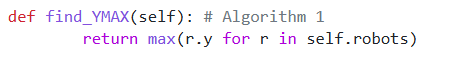 def find_YMAX(self): # Algorithm 1
        return max(r.y for r in self.robots)